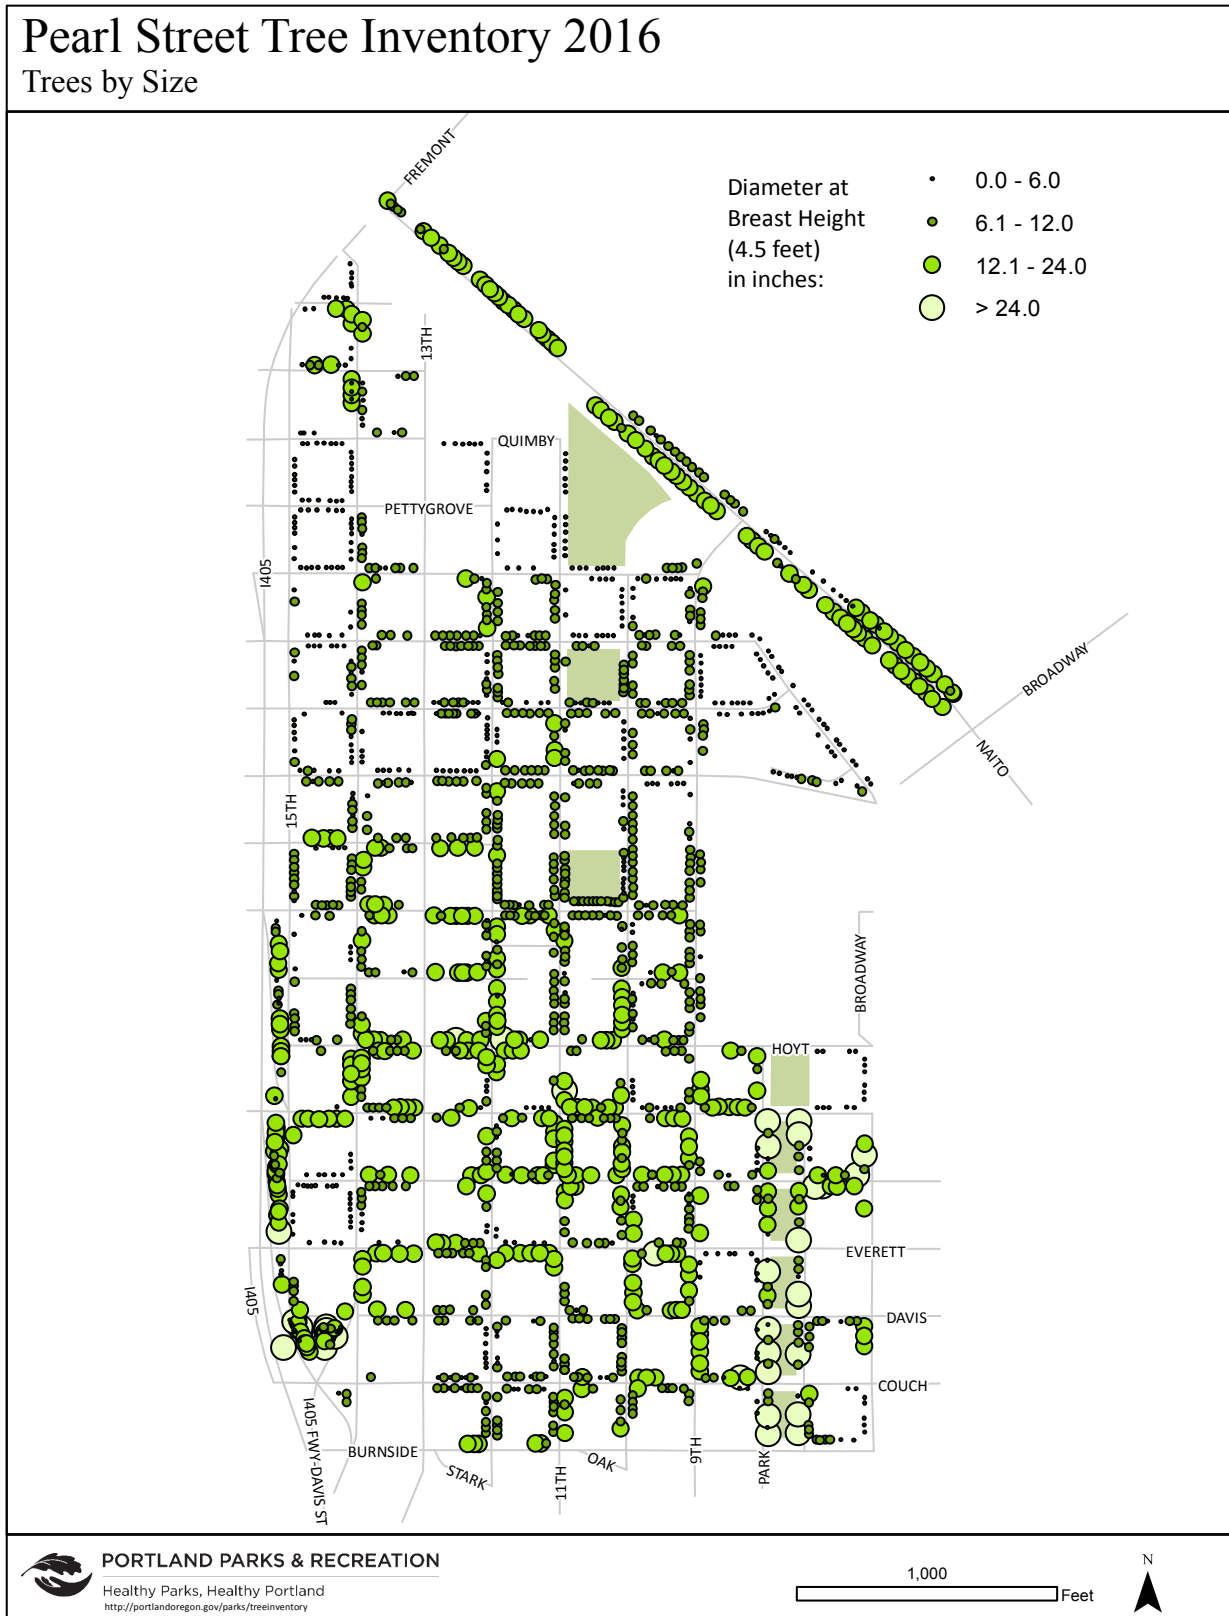 Pearl Street Tree Inventory 2016
Trees by Size
FREMONT
Diameter at
Breast Height
(4.5 feet)
in inches:
0.0 - 6.0
6.1 - 12.0
12.1 - 24.0
> 24.0
13TH
QUIMBY
PETTYGROVE
I405
BROADWAY
NAITO
15TH
BROADWAY
HOYT
EVERETT
I405
DAVIS
COUCH
I405 FWY-DAVIS ST
BURNSIDE
STARK
11TH
OAK
9TH
PARK
PORTLAND PARKS & RECREATION
Healthy Parks, Healthy Portland
http://portlandoregon.gov/parks/treeinventory
1,000
Feet
N